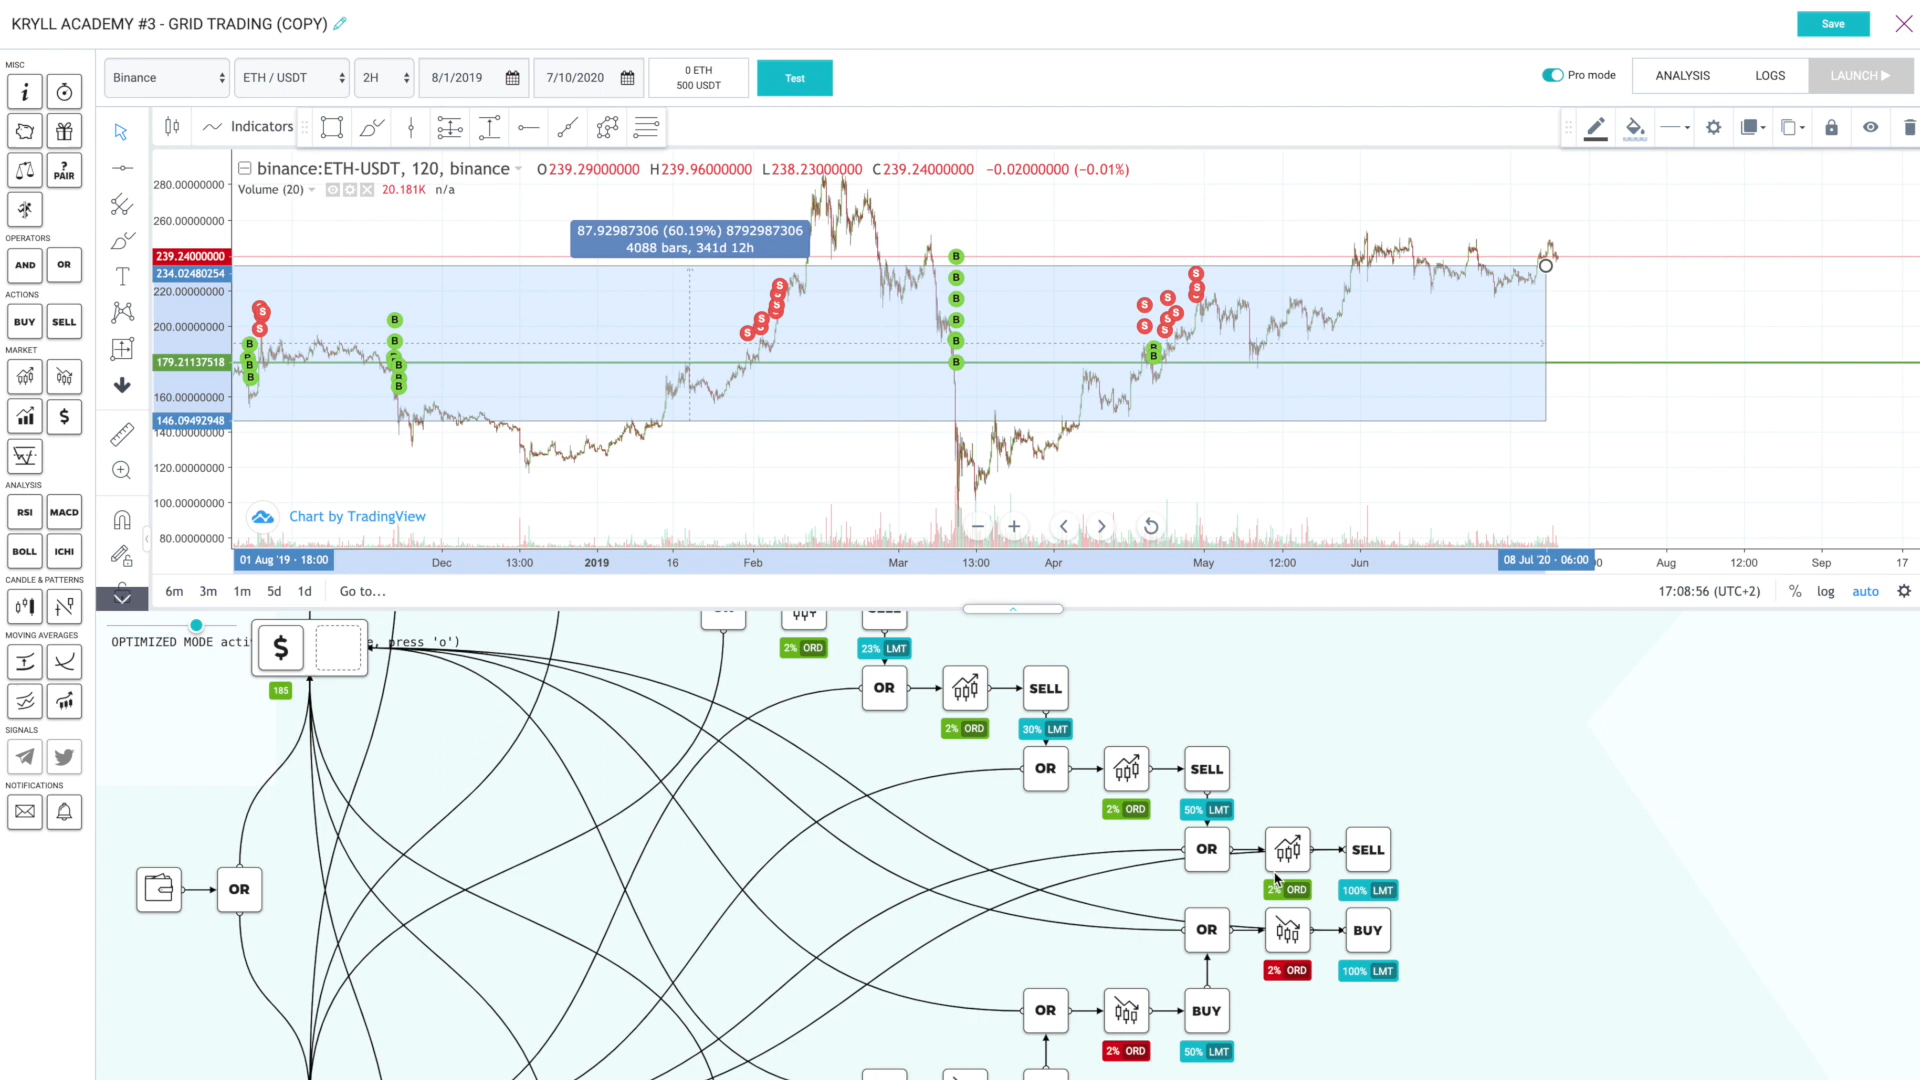 KRYLL ACADEMY #3 - GRID TRADING (COPY)
Save
MISC
Binance
ETH / USDT
2H
8/1/2019
7/10/2020
0 ETH
500 USDT
Test
Pro mode
ANALYSIS
LOGS
LAUNCH
Indicators
?
PAIR
OPERATORS
AND
OR
ACTIONS
BUY
SELL
MARKET
$
ANALYSIS
RSI
MACD
BOLL
ICHI
CANDLE & PATTERNS
MOVING AVERAGES
SIGNALS
NOTIFICATIONS
binance:ETH-USDT, 120, binance
O239.29000000 H239.96000000 L238.23000000 C239.24000000 −0.02000000 (−0.01%)
Volume (20)
20.181K n/a
280.00000000
260.00000000
239.24000000
234.02480254
220.00000000
200.00000000
179.21137518
160.00000000
146.09492948
140.00000000
120.00000000
100.00000000
80.00000000
87.92987306 (60.19%) 8792987306
4088 bars, 341d 12h
Chart by TradingView
01 Aug '19 - 18:00
Dec
13:00
2019
16
Feb
Mar
13:00
Apr
May
12:00
Jun
08 Jul '20 - 06:00
Aug
12:00
Sep
17
6m 3m 1m 5d 1d Go to...
17:08:56 (UTC+2) % log auto
OPTIMIZED MODE
press 'o')
$
185
2% ORD
23% LMT
OR
SELL
2% ORD
30% LMT
OR
SELL
2% ORD
50% LMT
OR
SELL
2% ORD
100% LMT
OR
OR
BUY
2% ORD
100% LMT
OR
BUY
2% ORD
50% LMT